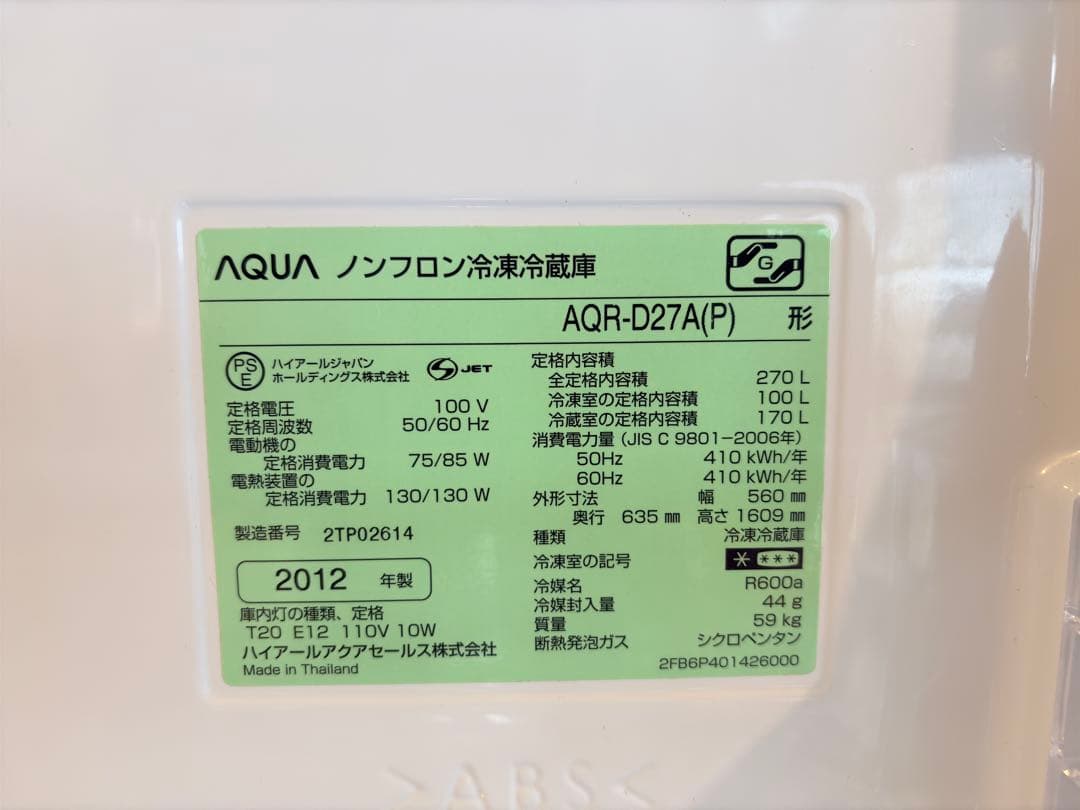 AQUA ノンフロン冷凍冷蔵庫
G
AQR-D27A(P) 形
PSE ハイアールジャパン
ホールディングス株式会社
S JET
定格電圧 100 V
定格周波数 50/60 Hz
電動機の
定格消費電力 75/85 W
電熱装置の
定格消費電力 130/130 W
製造番号 2TP02614
2012 年製
庫内灯の種類、定格
T20 E12 110V 10W
ハイアールアクアセールス株式会社
Made in Thailand
定格内容積
全定格内容積 270 L
冷凍室の定格内容積 100 L
冷蔵室の定格内容積 170 L
消費電力量 (JIS C 9801-2006年)
50Hz 410 kWh/年
60Hz 410 kWh/年
外形寸法 幅 560 mm
奥行 635 mm 高さ 1609 mm
種類 冷凍冷蔵庫
冷凍室の記号 * ***
冷媒名 R600a
冷媒封入量 44 g
質量 59 kg
断熱発泡ガス シクロペンタン
2FB6P401426000
>ABS<